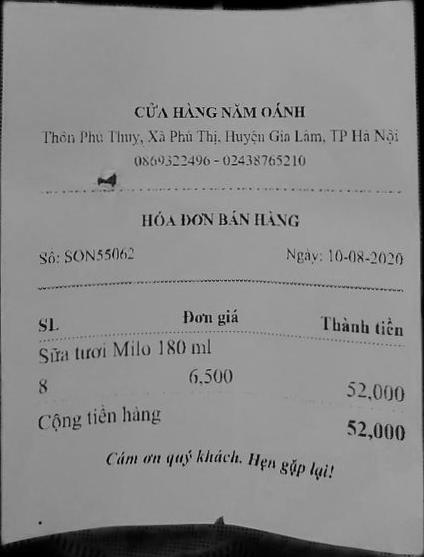 CỬA HÀNG NĂM OÁNH
Thôn Phú Thuỵ, Xã Phú Thị, Huyện Gia Lâm, TP Hà Nội
0869322496 - 02438765210
HÓA ĐƠN BÁN HÀNG
Số: SON55062 Ngày: 10-08-2020
SL Đơn giá Thành tiền
Sữa tươi Milo 180 ml
8 6,500 52,000
Cộng tiền hàng 52,000
Cám ơn quý khách. Hẹn gặp lại!